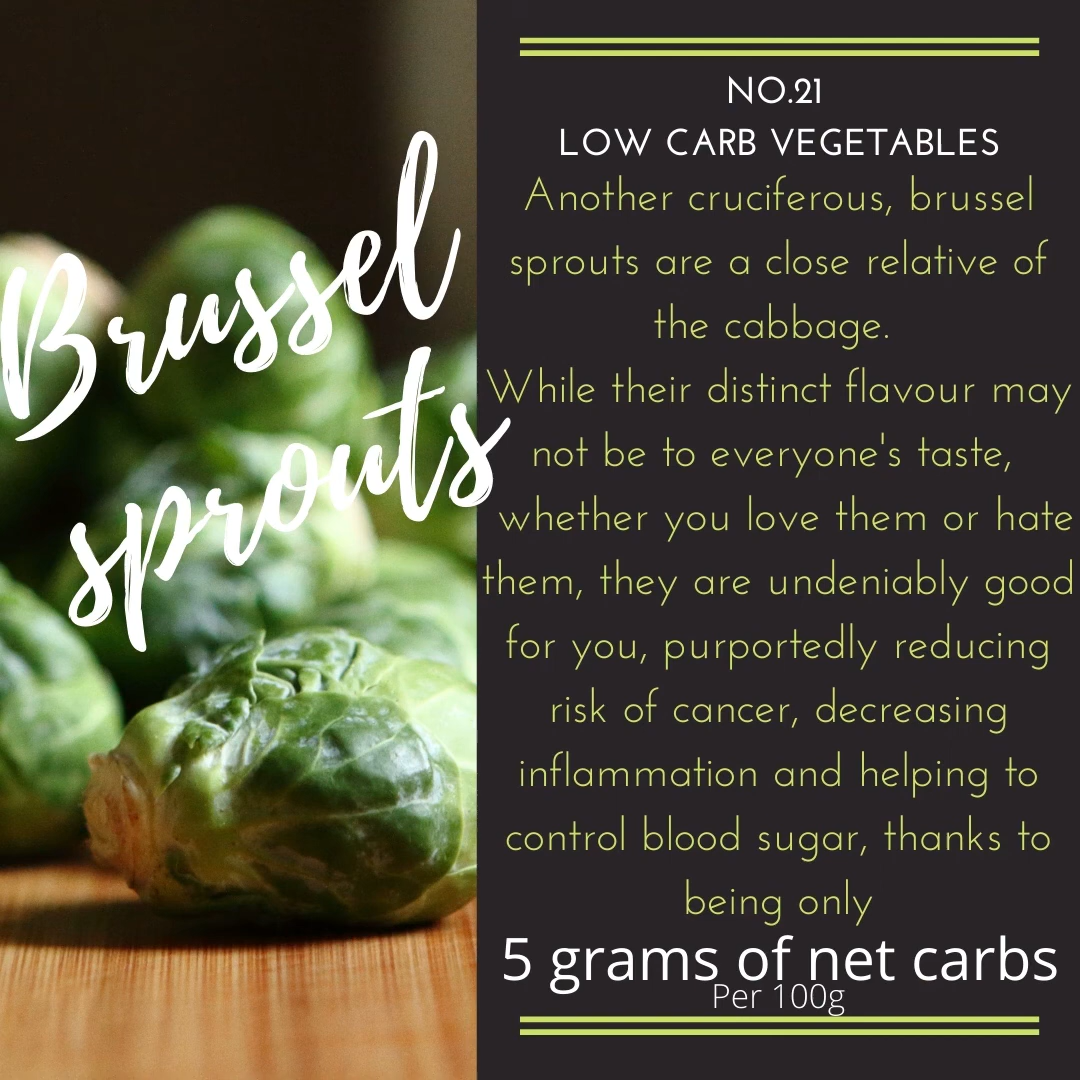 Brussel
sprouts
NO.21
LOW CARB VEGETABLES
Another cruciferous, brussel
sprouts are a close relative of
the cabbage.
While their distinct flavour may
not be to everyone's taste,
whether you love them or hate
them, they are undeniably good
for you, purportedly reducing
risk of cancer, decreasing
inflammation and helping to
control blood sugar, thanks to
being only
5 grams of net carbs
Per 100g